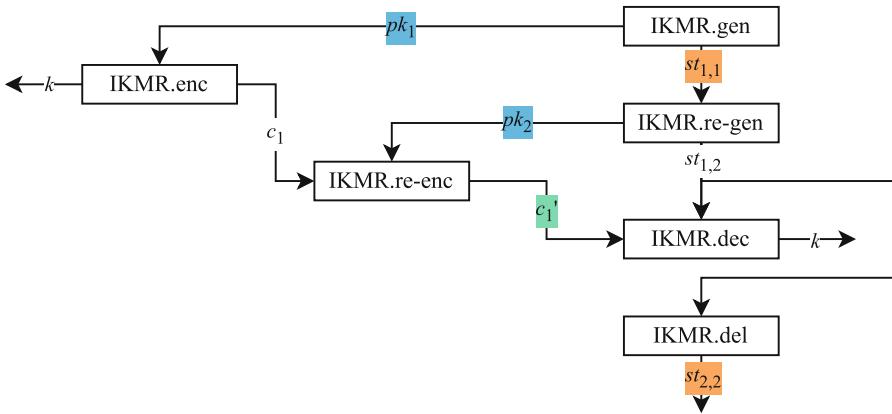 pk1
IKMR.gen
st1,1
k
IKMR.enc
c1
pk2
IKMR.re-gen
st1,2
IKMR.re-enc
c1'
IKMR.dec
k
IKMR.del
st2,2